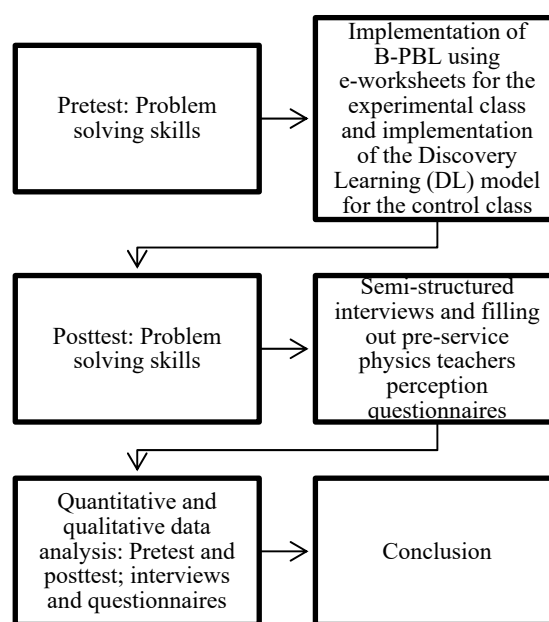 Pretest: Problem
solving skills
Implementation of
B-PBL using
e-worksheets for the
experimental class
and implementation
of the Discovery
Learning (DL) model
for the control class
Posttest: Problem
solving skills
Semi-structured
interviews and filling
out pre-service
physics teachers
perception
questionnaires
Quantitative and
qualitative data
analysis: Pretest and
posttest; interviews
and questionnaires
Conclusion